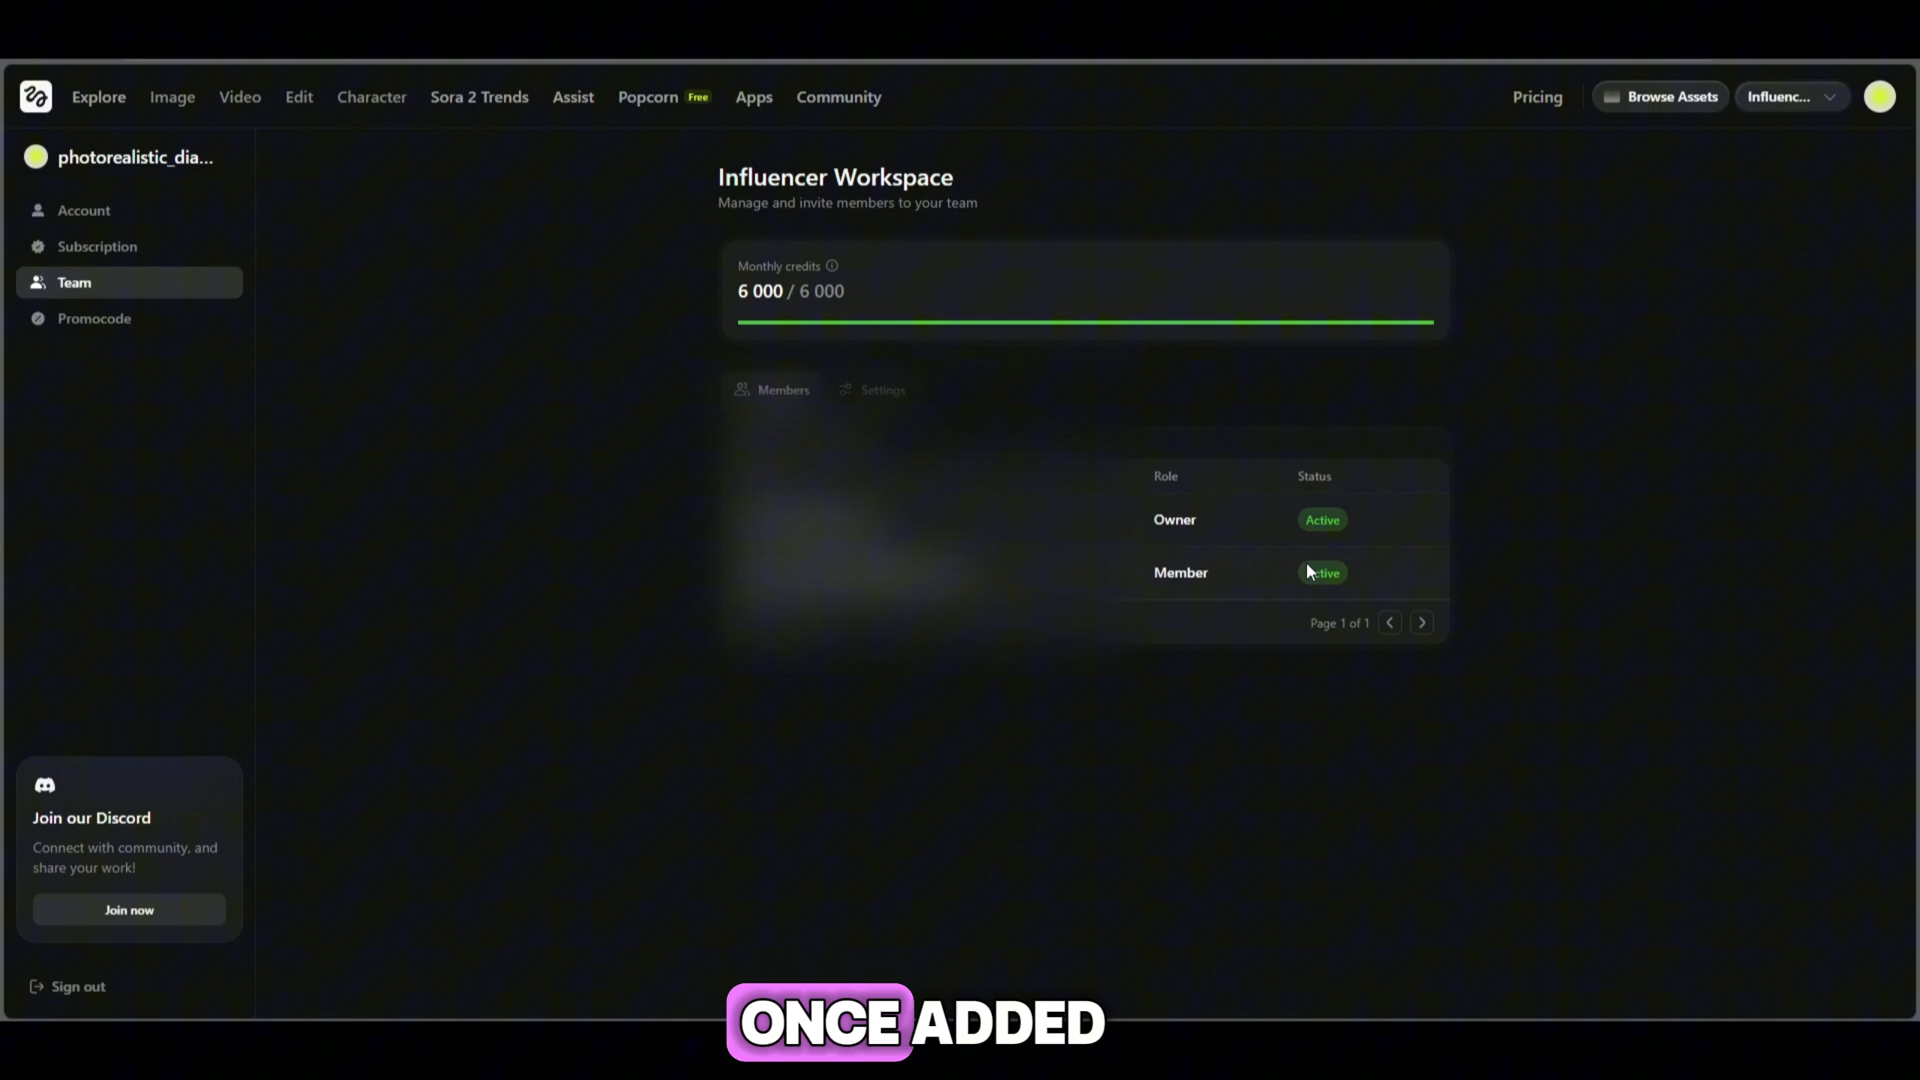 Explore Image Video Edit Character Sora 2 Trends Assist Popcorn Free Apps Community Pricing Browse Assets Influenc...
photorealistic_dia...
Account
Subscription
Team
Promocode
Influencer Workspace
Manage and invite members to your team
Monthly credits
6 000 / 6 000
Members Settings
Role Status
Owner Active
Member ctive
Page 1 of 1
Join our Discord
Connect with community, and
share your work!
Join now
Sign out
ONCE ADDED